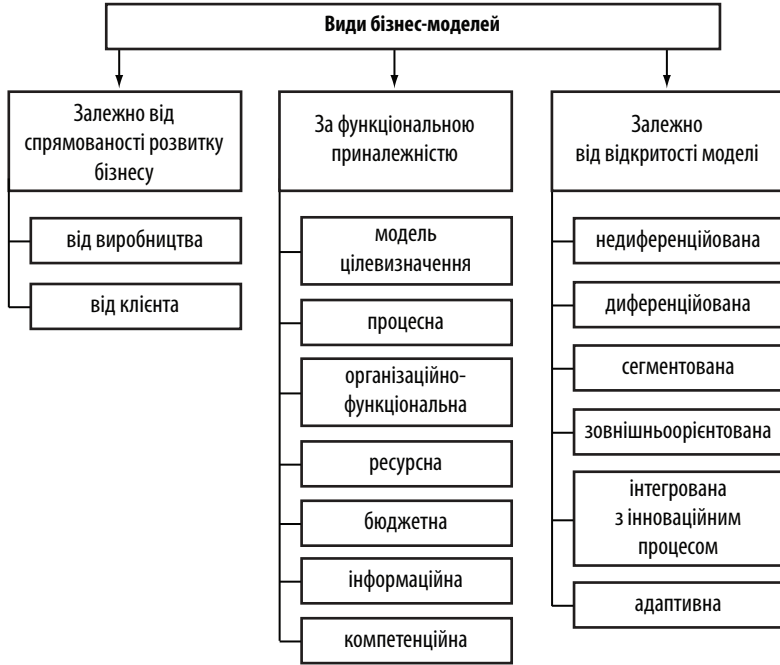 Види бізнес-моделей
Залежно від
спрямованості розвитку
бізнесу
від виробництва
від клієнта
За функціональною
приналежністю
модель
цілевизначення
процесна
організаційно-
функціональна
ресурсна
бюджетна
інформаційна
компетенційна
Залежно
від відкритості моделі
недиференційована
диференційована
сегментована
зовнішньоорієнтована
інтегрована
з інноваційним
процесом
адаптивна